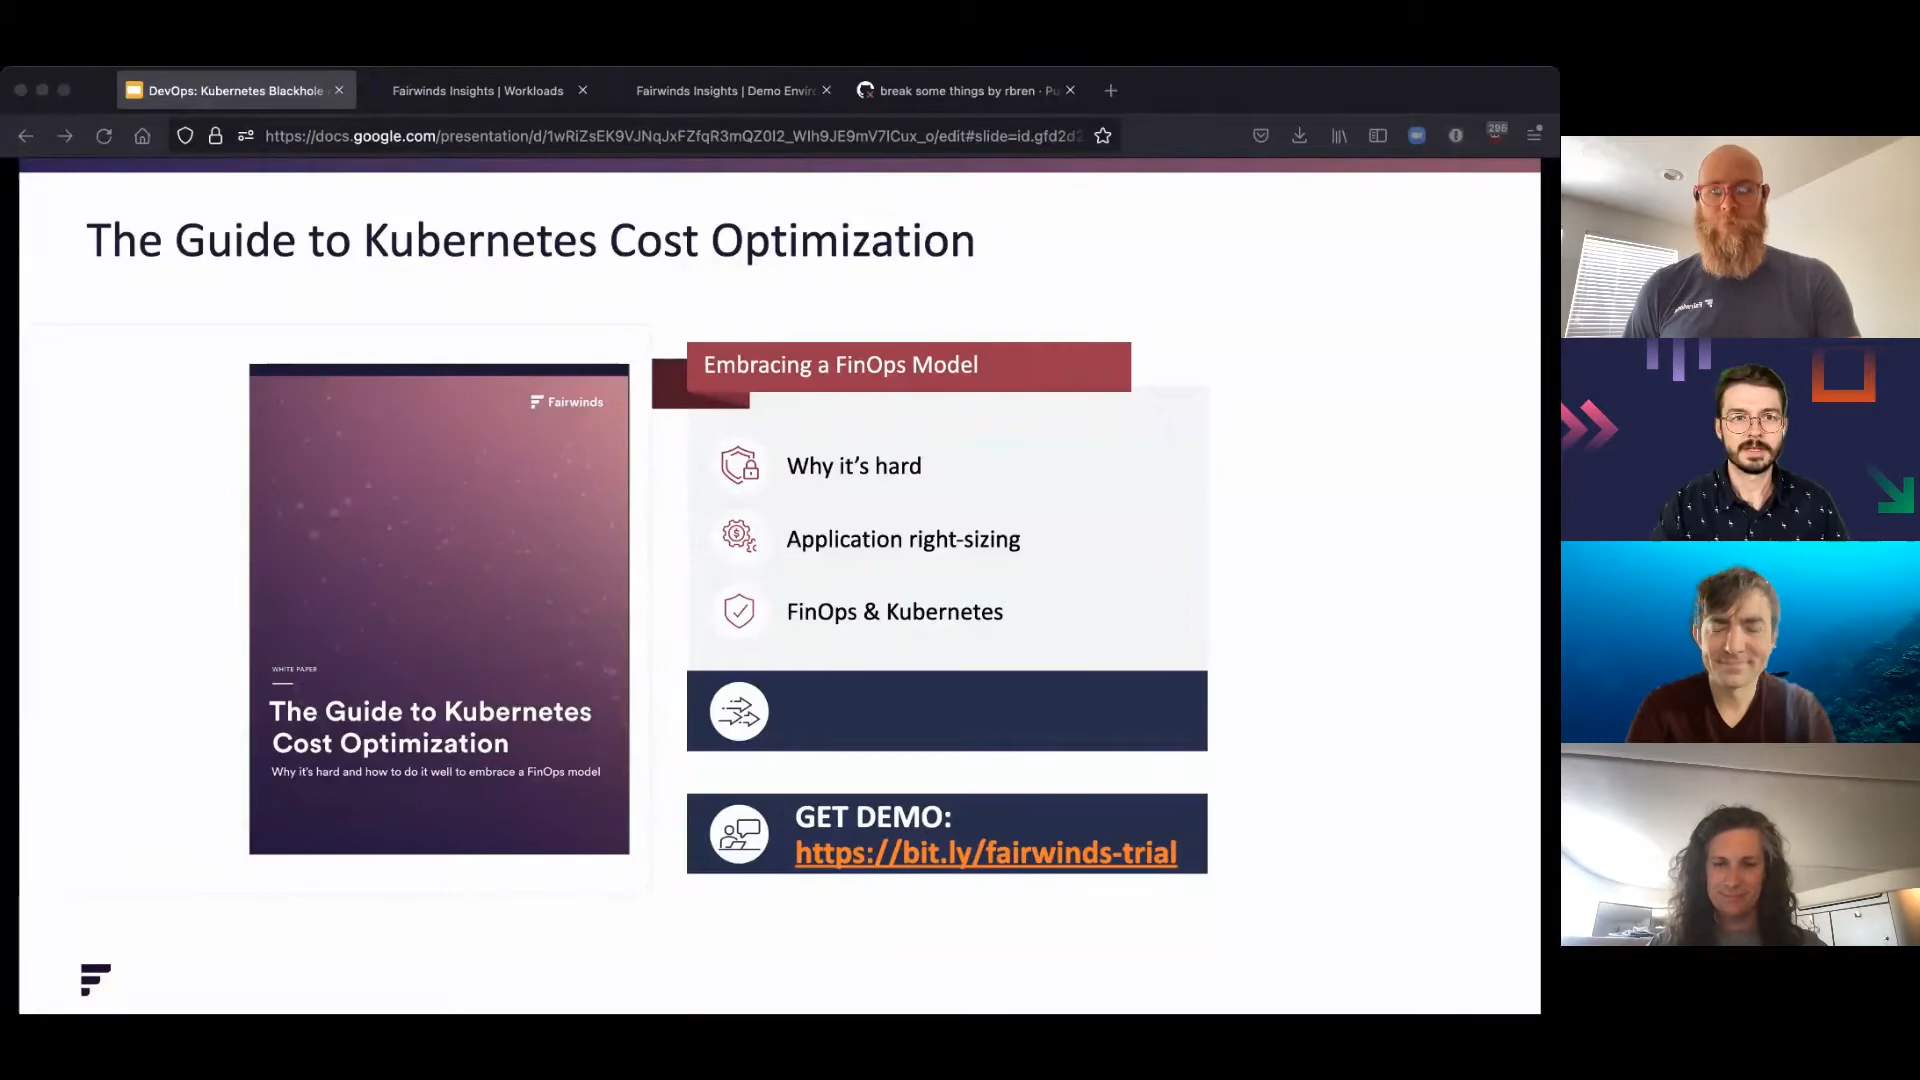 DevOps: Kubernetes Blackhole
Fairwinds Insights | Workloads
Fairwinds Insights | Demo Envir
break some things by rbren · Pu
https://docs.google.com/presentation/d/1wRiZsEK9VJNqJxFZfqR3mQZ0I2_WIh9JE9mV7ICux_o/edit#slide=id.gfd2d2
296
The Guide to Kubernetes Cost Optimization
Fairwinds
WHITE PAPER
The Guide to Kubernetes
Cost Optimization
Why it's hard and how to do it well to embrace a FinOps model
Embracing a FinOps Model
Why it's hard
Application right-sizing
FinOps & Kubernetes
GET DEMO:
https://bit.ly/fairwinds-trial